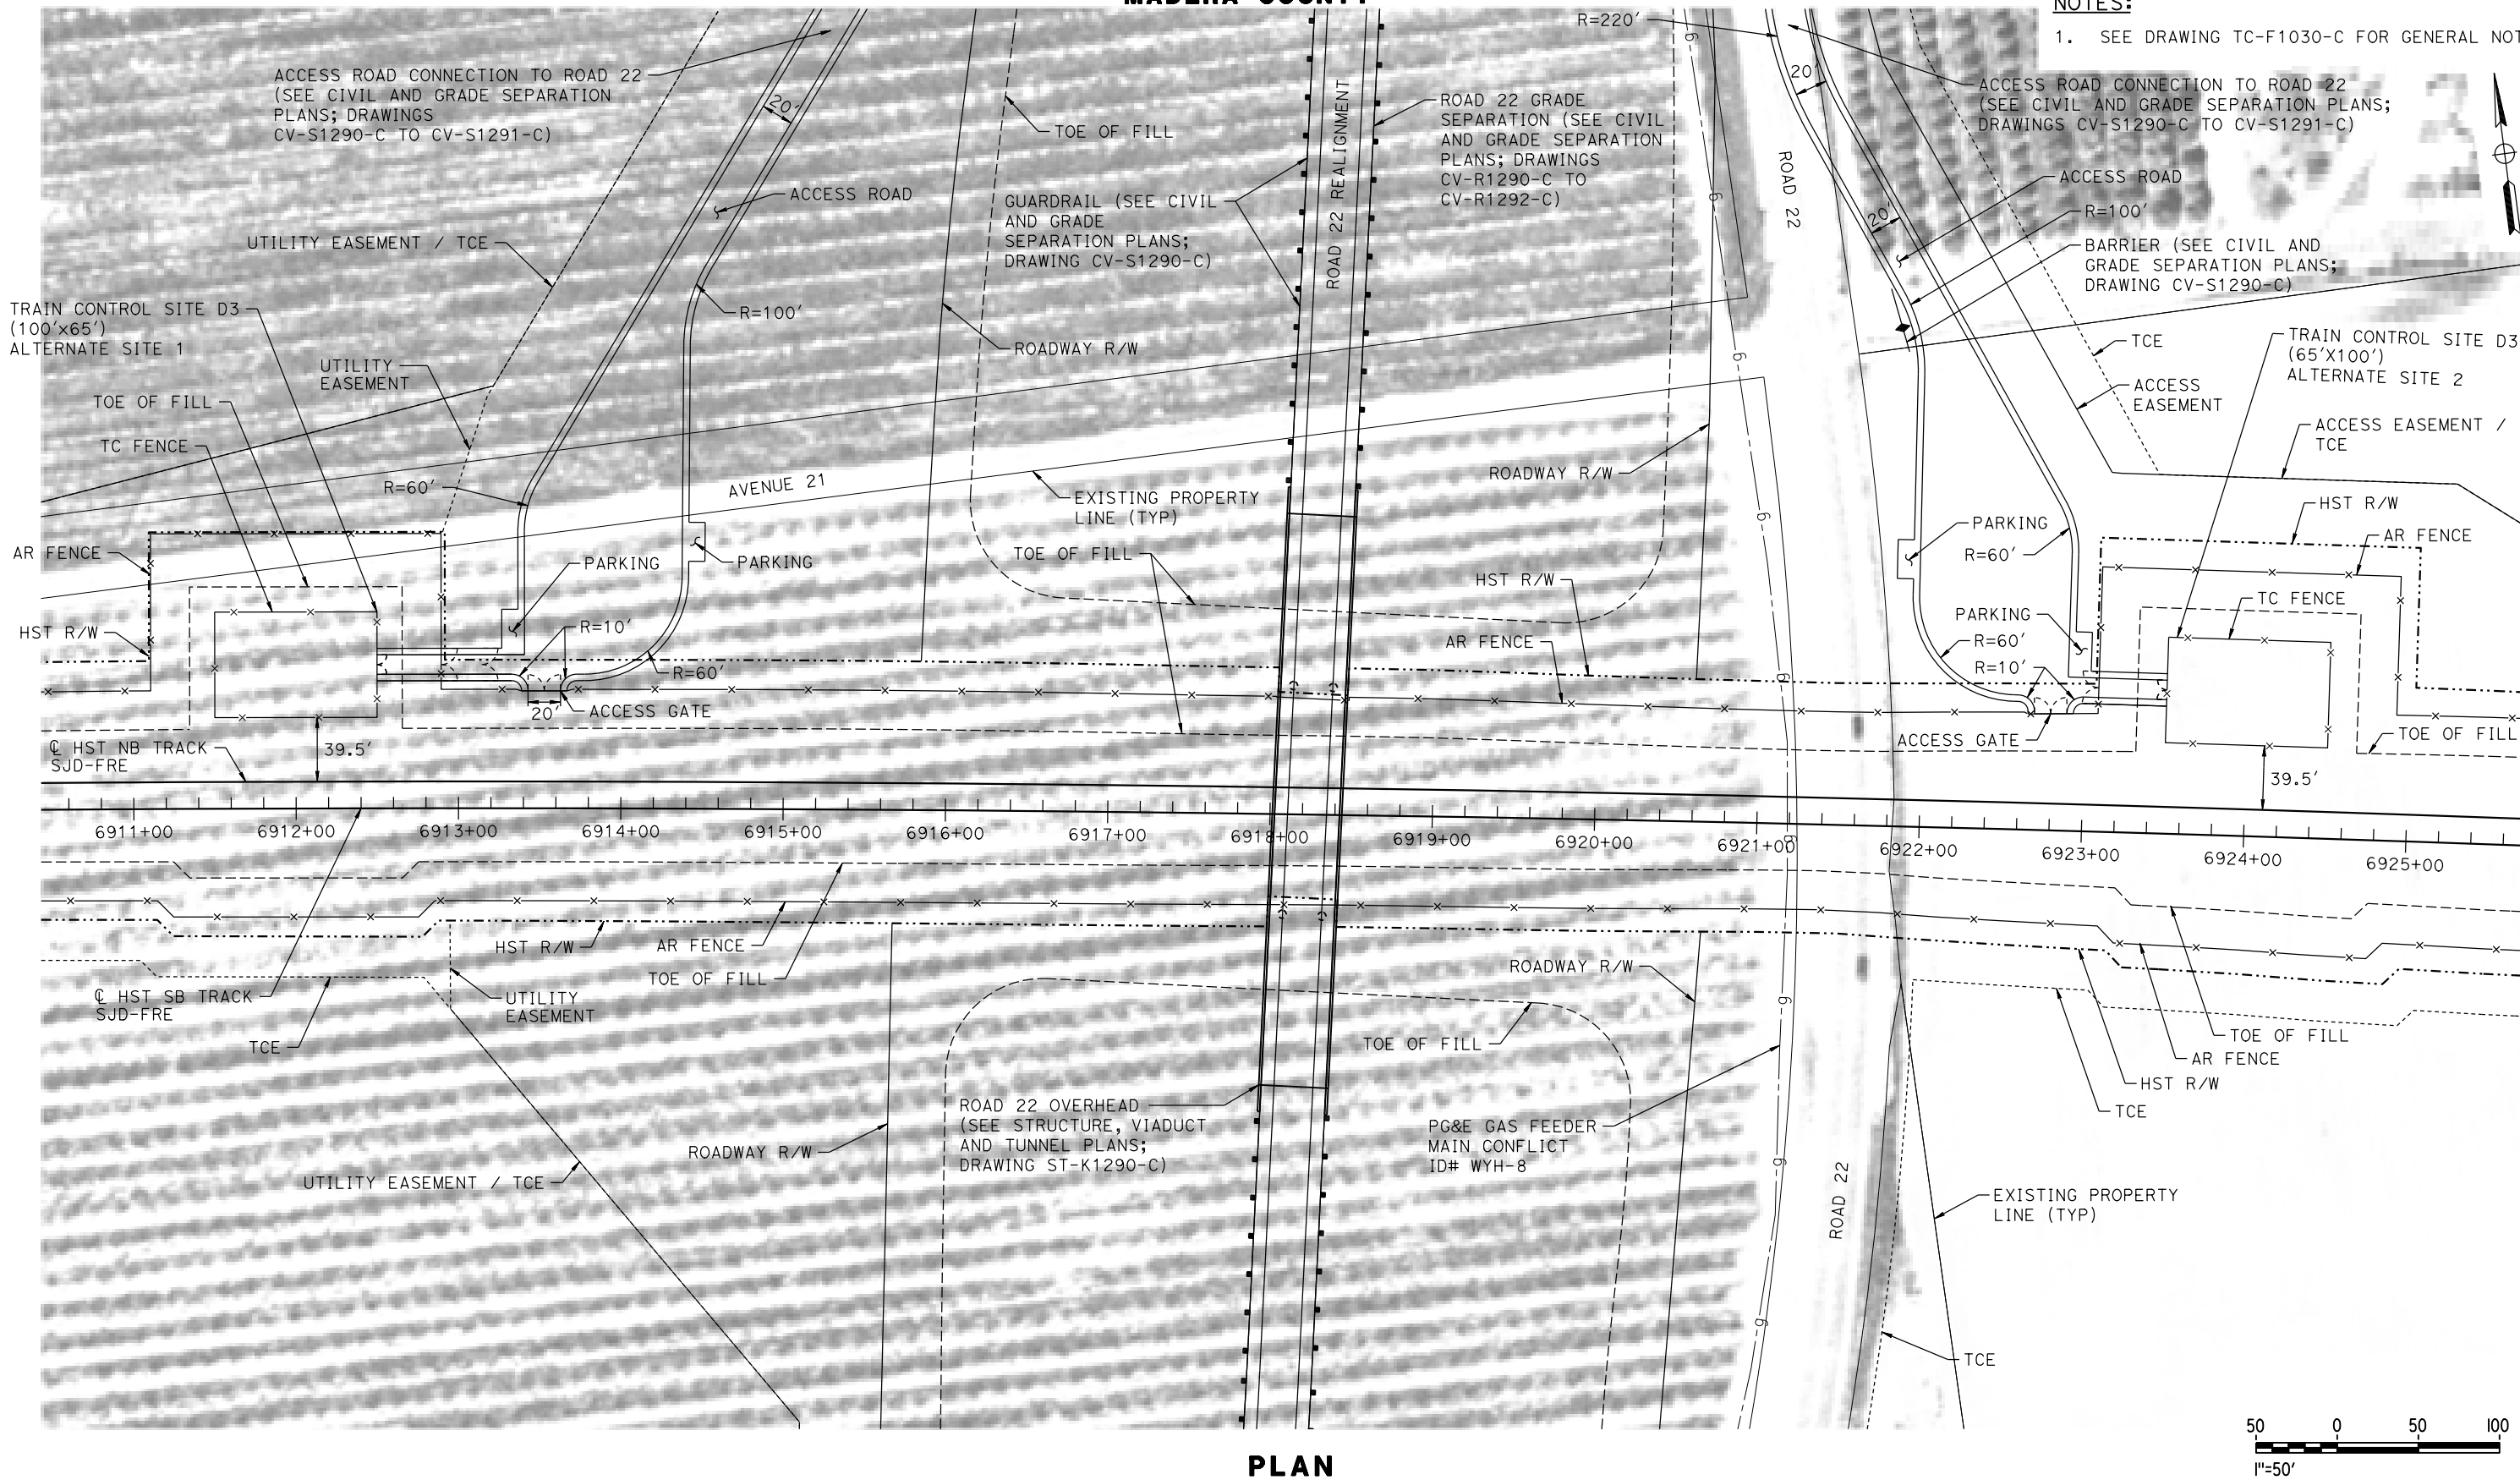 MADERA COUNTY
NOTES:
1. SEE DRAWING TC-F1030-C FOR GENERAL
R=220'
ACCESS ROAD CONNECTION TO ROAD 22
(SEE CIVIL AND GRADE SEPARATION
PLANS; DRAWINGS
CV-S1290-C TO CV-S1291-C)
20'
TOE OF FILL
ROAD 22 REALIGNMENT
ROAD 22 GRADE
SEPARATION (SEE CIVIL
AND GRADE SEPARATION
PLANS; DRAWINGS
CV-R1290-C TO
CV-R1292-C)
20'
ACCESS ROAD CONNECTION TO ROAD 22
(SEE CIVIL AND GRADE SEPARATION PLANS;
DRAWINGS CV-S1290-C TO CV-S1291-C)
ROAD 22
ACCESS ROAD
GUARDRAIL (SEE CIVIL
AND GRADE
SEPARATION PLANS;
DRAWING CV-S1290-C)
ACCESS ROAD
20'
R=100'
BARRIER (SEE CIVIL AND
GRADE SEPARATION PLANS;
DRAWING CV-S1290-C)
UTILITY EASEMENT / TCE
TRAIN CONTROL SITE D3
(100'x65')
ALTERNATE SITE 1
R=100'
ROADWAY R/W
TCE
TRAIN CONTROL SITE D3
(65'X100')
ALTERNATE SITE 2
UTILITY
EASEMENT
TOE OF FILL
TC FENCE
ACCESS
EASEMENT
ACCESS EASEMENT /
TCE
R=60'
AVENUE 21
EXISTING PROPERTY
LINE (TYP)
ROADWAY R/W
HST R/W
AR FENCE
AR FENCE
PARKING
PARKING
TOE OF FILL
HST R/W
PARKING
R=60'
TC FENCE
HST R/W
R=10'
AR FENCE
PARKING
R=60'
R=10'
R=60'
20'
ACCESS GATE
ACCESS GATE
TOE OF FILL
℄ HST NB TRACK
SJD-FRE
39.5'
39.5'
6911+00
6912+00
6913+00
6914+00
6915+00
6916+00
6917+00
6918+00
6919+00
6920+00
6921+00
6922+00
6923+00
6924+00
6925+00
HST R/W
AR FENCE
TOE OF FILL
ROADWAY R/W
℄ HST SB TRACK
SJD-FRE
UTILITY
EASEMENT
TCE
TOE OF FILL
TOE OF FILL
AR FENCE
HST R/W
TCE
ROAD 22 OVERHEAD
(SEE STRUCTURE, VIADUCT
AND TUNNEL PLANS;
DRAWING ST-K1290-C)
ROADWAY R/W
PG&E GAS FEEDER
MAIN CONFLICT
ID# WYH-8
UTILITY EASEMENT / TCE
ROAD 22
EXISTING PROPERTY
LINE (TYP)
TCE
50 0 50 100
1"=50'
PLAN